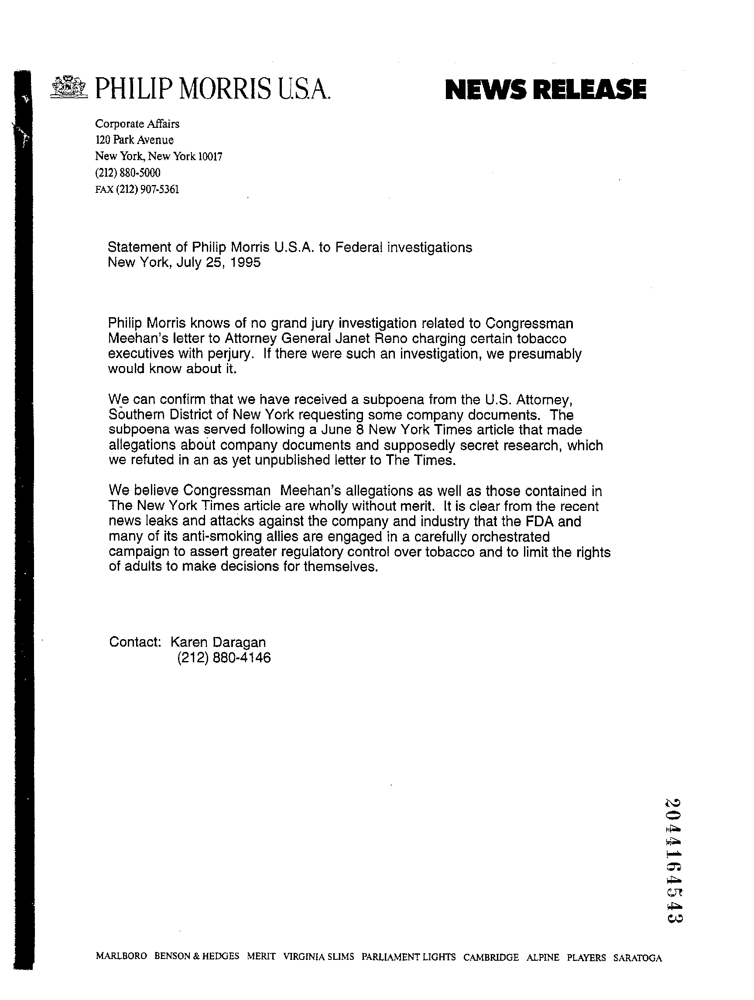 PHILIP MORRIS U.S.A. NEWS RELEASE
Corporate Affairs
120 Park Avenue
New York, New York 10017
(212) 880-5000
FAX (212) 907-5361
Statement of Philip Morris U.S.A. to Federal investigations
New York, July 25, 1995
Philip Morris knows of no grand jury investigation related to Congressman
Meehan's letter to Attorney General Janet Reno charging certain tobacco
executives with perjury. If there were such an investigation, we presumably
would know about it.
We can confirm that we have received a subpoena from the U.S. Attorney,
Southern District of New York requesting some company documents. The
subpoena was served following a June 8 New York Times article that made
allegations about company documents and supposedly secret research, which
we refuted in an as yet unpublished letter to The Times.
We believe Congressman Meehan's allegations as well as those contained in
The New York Times article are wholly without merit. It is clear from the recent
news leaks and attacks against the company and industry that the FDA and
many of its anti-smoking allies are engaged in a carefully orchestrated
campaign to assert greater regulatory control over tobacco and to limit the rights
of adults to make decisions for themselves.
Contact: Karen Daragan
(212) 880-4146
2044164543
MARLBORO BENSON & HEDGES MERIT VIRGINIA SLIMS PARLIAMENT LIGHTS CAMBRIDGE ALPINE PLAYERS SARATOGA